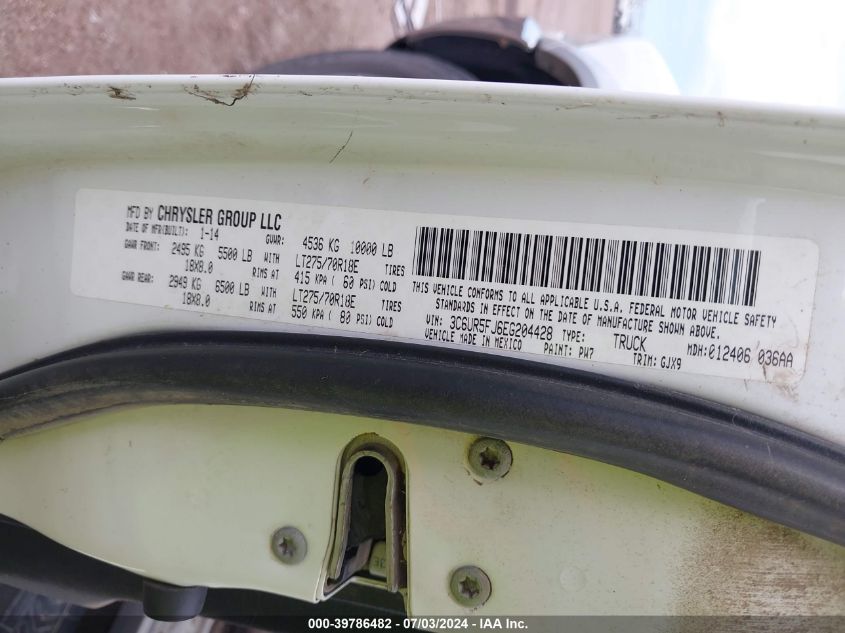 MFD BY CHRYSLER GROUP LLC
DATE OF MFR(BUILT): 1-14 GVWR: 4536 KG 10000 LB
GAWR FRONT: 2495 KG 5500 LB WITH LT275/70R18E TIRES
18X8.0 RIMS AT 415 KPA ( 60 PSI) COLD
GAWR REAR: 2949 KG 6500 LB WITH LT275/70R18E TIRES
18X8.0 RIMS AT 550 KPA ( 80 PSI) COLD
THIS VEHICLE CONFORMS TO ALL APPLICABLE U.S.A. FEDERAL MOTOR VEHICLE SAFETY
STANDARDS IN EFFECT ON THE DATE OF MANUFACTURE SHOWN ABOVE.
VIN: 3C6UR5FJ6EG204428 TYPE: TRUCK MDH:012406 036AA
VEHICLE MADE IN MEXICO PAINT: PW7 TRIM: GJX9
000-39786482 - 07/03/2024 - IAA Inc.